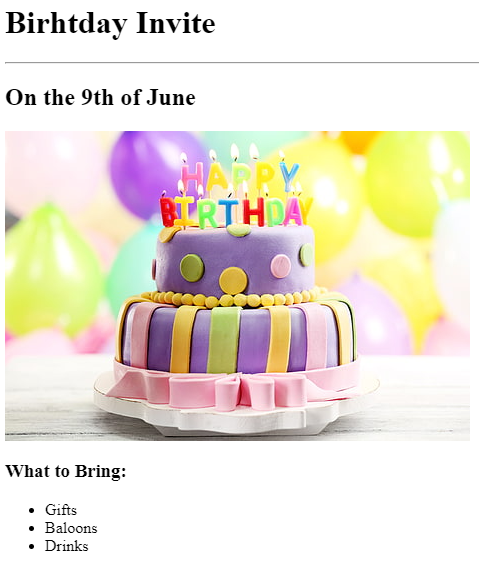 Birhtday Invite
On the 9th of June
HAPPY
BIRTHDAY
What to Bring:
Gifts
Baloons
Drinks